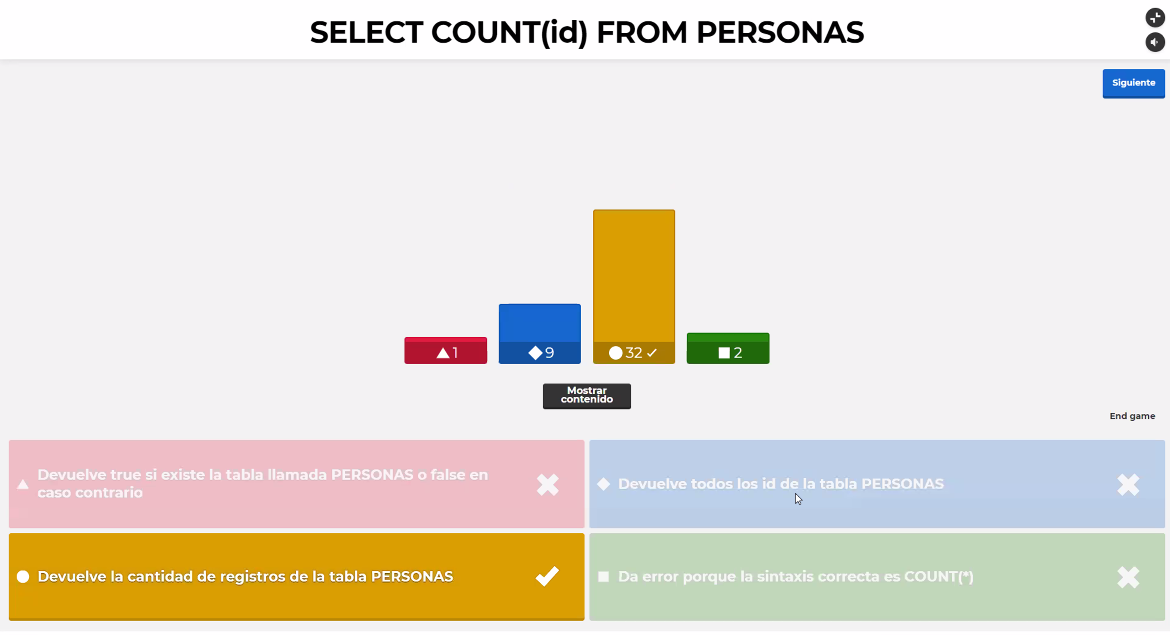 SELECT COUNT(id) FROM PERSONAS
Siguiente
1
9
32
2
Mostrar
contenido
End game
Devuelve true si existe la tabla llamada PERSONAS o false en
caso contrario
Devuelve todos los id de la tabla PERSONAS
Devuelve la cantidad de registros de la tabla PERSONAS
Da error porque la sintaxis correcta es COUNT(*)